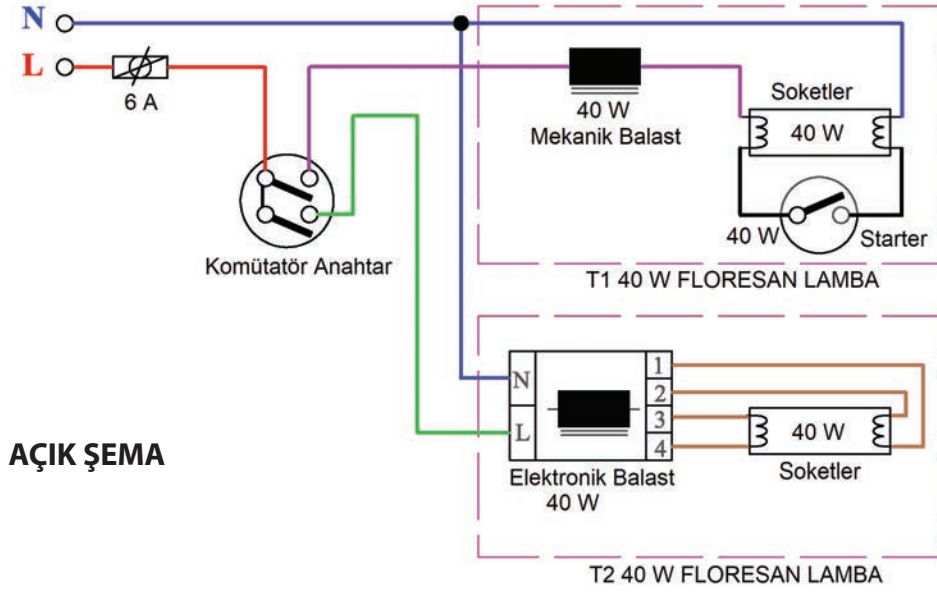 N
L
6 A
Komütatör Anahtar
40 W
Mekanik Balast
Soketler
40 W
40 W
Starter
T1 40 W FLORESAN LAMBA
AÇIK ŞEMA
N
L
1
2
3
4
Elektronik Balast
40 W
40 W
Soketler
T2 40 W FLORESAN LAMBA